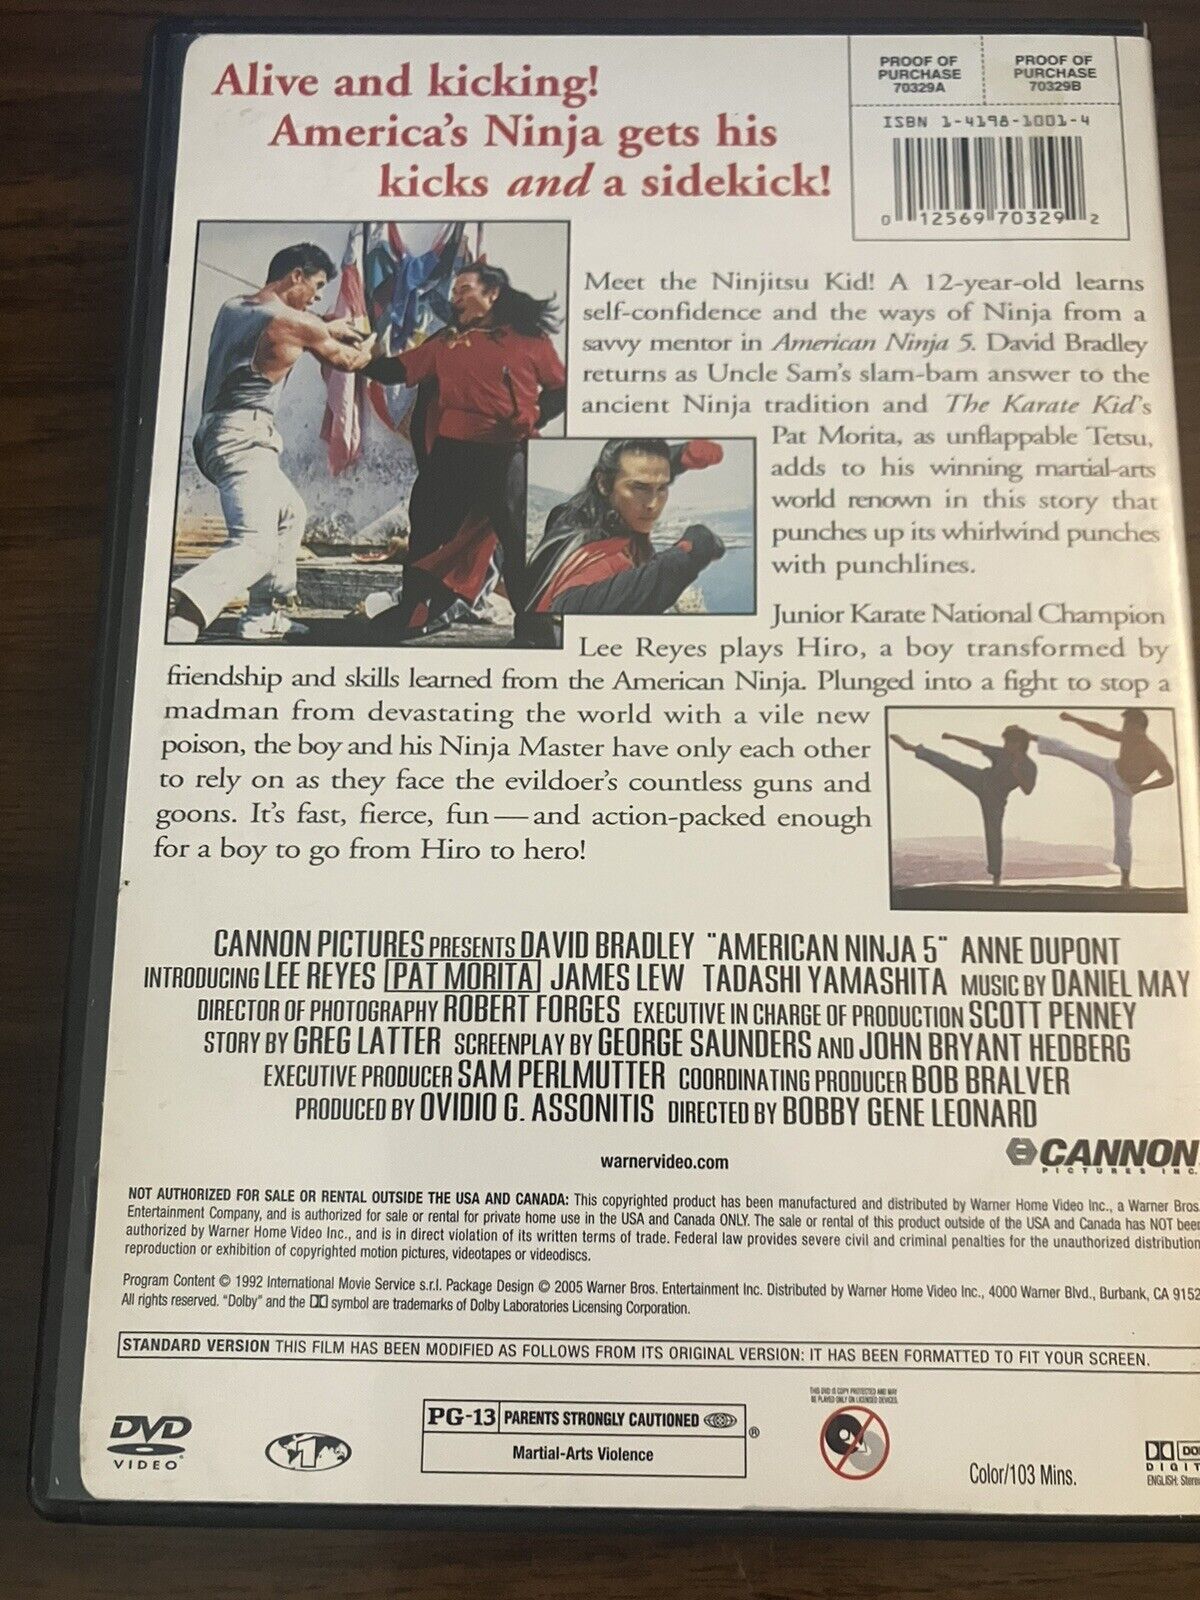 Alive and kicking!
America's Ninja gets his
kicks and a sidekick!
PROOF OF
PURCHASE
70329A
PROOF OF
PURCHASE
70329B
ISBN 1-4198-1001-4
0 12569 70329 2
Meet the Ninjitsu Kid! A 12-year-old learns
self-confidence and the ways of Ninja from a
savvy mentor in American Ninja 5. David Bradley
returns as Uncle Sam's slam-bam answer to the
ancient Ninja tradition and The Karate Kid's
Pat Morita, as unflappable Tetsu,
adds to his winning martial-arts
world renown in this story that
punches up its whirlwind punches
with punchlines.
Junior Karate National Champion
Lee Reyes plays Hiro, a boy transformed by
friendship and skills learned from the American Ninja. Plunged into a fight to stop a
madman from devastating the world with a vile new
poison, the boy and his Ninja Master have only each other
to rely on as they face the evildoer's countless guns and
goons. It's fast, fierce, fun—and action-packed enough
for a boy to go from Hiro to hero!
CANNON PICTURES PRESENTS DAVID BRADLEY "AMERICAN NINJA 5" ANNE DUPONT
INTRODUCING LEE REYES PAT MORITA JAMES LEW TADASHI YAMASHITA MUSIC BY DANIEL MAY
DIRECTOR OF PHOTOGRAPHY ROBERT FORGES EXECUTIVE IN CHARGE OF PRODUCTION SCOTT PENNEY
STORY BY GREG LATTER SCREENPLAY BY GEORGE SAUNDERS AND JOHN BRYANT HEDBERG
EXECUTIVE PRODUCER SAM PERLMUTTER COORDINATING PRODUCER BOB BRALVER
PRODUCED BY OVIDIO G. ASSONITIS DIRECTED BY BOBBY GENE LEONARD
warnervideo.com
CANNON
PICTURES INC.
NOT AUTHORIZED FOR SALE OR RENTAL OUTSIDE THE USA AND CANADA: This copyrighted product has been manufactured and distributed by Warner Home Video Inc., a Warner Bros.
Entertainment Company, and is authorized for sale or rental for private home use in the USA and Canada ONLY. The sale or rental of this product outside of the USA and Canada has NOT been
authorized by Warner Home Video Inc., and is in direct violation of its written terms of trade. Federal law provides severe civil and criminal penalties for the unauthorized distribution,
reproduction or exhibition of copyrighted motion pictures, videotapes or videodiscs.
Program Content © 1992 International Movie Service s.r.l. Package Design © 2005 Warner Bros. Entertainment Inc. Distributed by Warner Home Video Inc., 4000 Warner Blvd., Burbank, CA 9152
All rights reserved. "Dolby" and the symbol are trademarks of Dolby Laboratories Licensing Corporation.
STANDARD VERSION THIS FILM HAS BEEN MODIFIED AS FOLLOWS FROM ITS ORIGINAL VERSION: IT HAS BEEN FORMATTED TO FIT YOUR SCREEN.
DVD
VIDEO
1
PG-13 PARENTS STRONGLY CAUTIONED ®
Martial-Arts Violence
THIS DVD IS COPY PROTECTED AND MAY
BE PLAYED ONLY ON LICENSED DEVICES.
Color/103 Mins.
DO
DIGIT
ENGLISH: Stereo